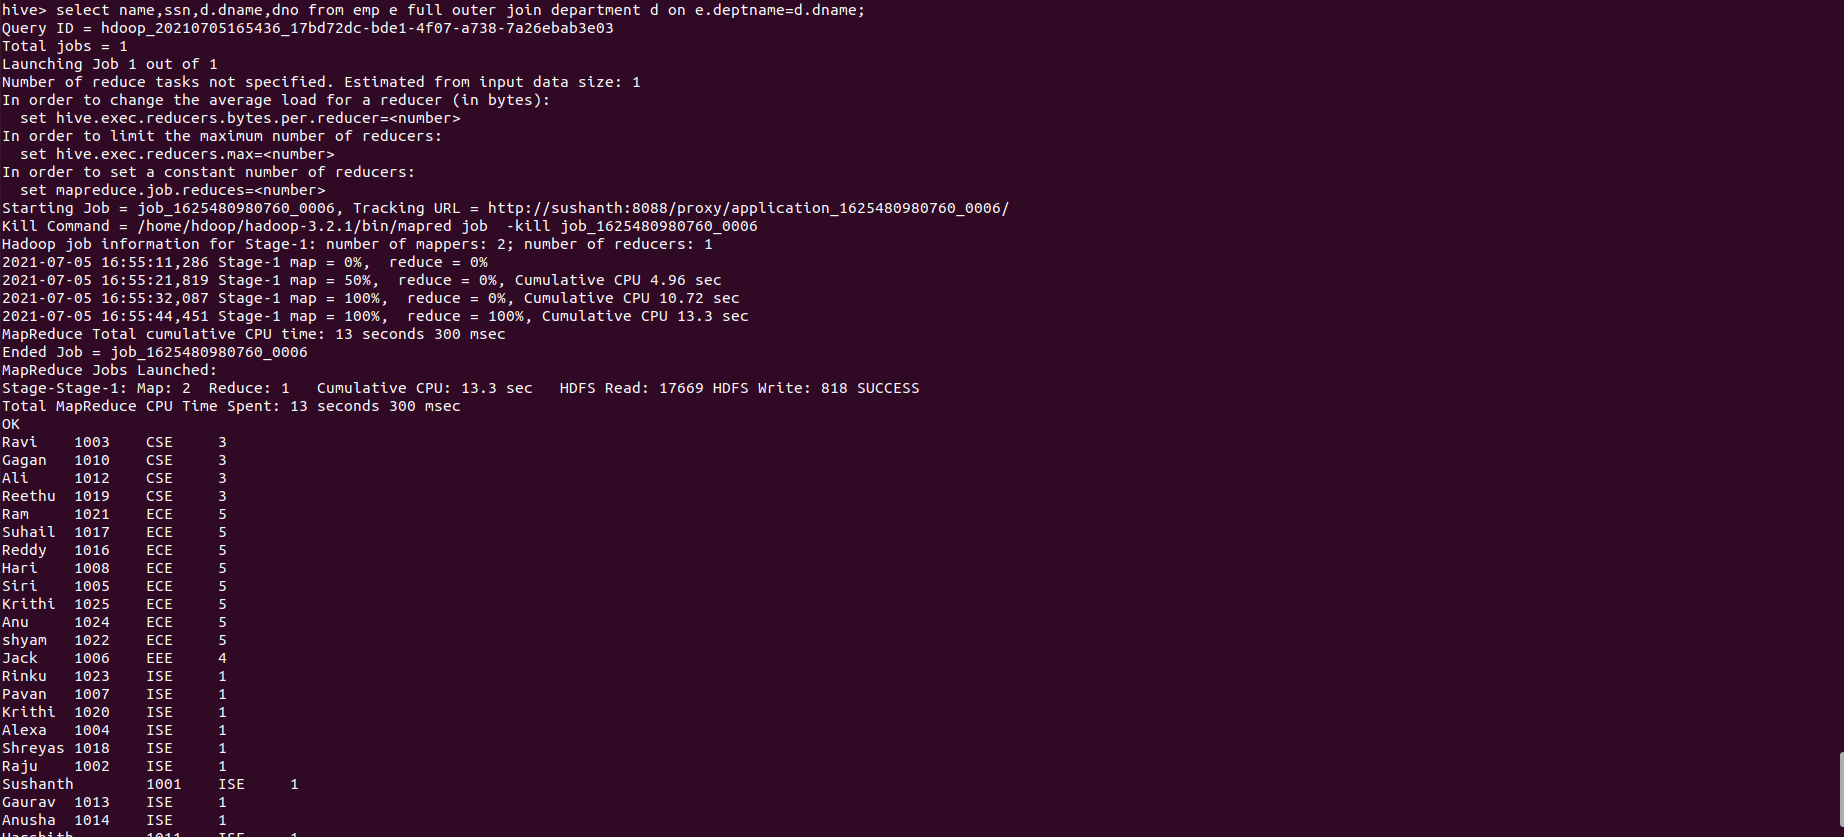 hive> select name,ssn,d.dname,dno from emp e full outer join department d on e.deptname=d.dname;
Query ID = hdoop_20210705165436_17bd72dc-bde1-4f07-a738-7a26ebab3e03
Total jobs = 1
Launching Job 1 out of 1
Number of reduce tasks not specified. Estimated from input data size: 1
In order to change the average load for a reducer (in bytes):
  set hive.exec.reducers.bytes.per.reducer=<number>
In order to limit the maximum number of reducers:
  set hive.exec.reducers.max=<number>
In order to set a constant number of reducers:
  set mapreduce.job.reduces=<number>
Starting Job = job_1625480980760_0006, Tracking URL = http://sushanth:8088/proxy/application_1625480980760_0006/
Kill Command = /home/hdoop/hadoop-3.2.1/bin/mapred job  -kill job_1625480980760_0006
Hadoop job information for Stage-1: number of mappers: 2; number of reducers: 1
2021-07-05 16:55:11,286 Stage-1 map = 0%,  reduce = 0%
2021-07-05 16:55:21,819 Stage-1 map = 50%,  reduce = 0%, Cumulative CPU 4.96 sec
2021-07-05 16:55:32,087 Stage-1 map = 100%,  reduce = 0%, Cumulative CPU 10.72 sec
2021-07-05 16:55:44,451 Stage-1 map = 100%,  reduce = 100%, Cumulative CPU 13.3 sec
MapReduce Total cumulative CPU time: 13 seconds 300 msec
Ended Job = job_1625480980760_0006
MapReduce Jobs Launched:
Stage-Stage-1: Map: 2  Reduce: 1   Cumulative CPU: 13.3 sec   HDFS Read: 17669 HDFS Write: 818 SUCCESS
Total MapReduce CPU Time Spent: 13 seconds 300 msec
OK
Ravi    1003    CSE     3
Gagan   1010    CSE     3
Ali     1012    CSE     3
Reethu  1019    CSE     3
Ram     1021    ECE     5
Suhail  1017    ECE     5
Reddy   1016    ECE     5
Hari    1008    ECE     5
Siri    1005    ECE     5
Krithi  1025    ECE     5
Anu     1024    ECE     5
shyam   1022    ECE     5
Jack    1006    EEE     4
Rinku   1023    ISE     1
Pavan   1007    ISE     1
Krithi  1020    ISE     1
Alexa   1004    ISE     1
Shreyas 1018    ISE     1
Raju    1002    ISE     1
Sushanth        1001    ISE     1
Gaurav  1013    ISE     1
Anusha  1014    ISE     1
1011    ISE     1